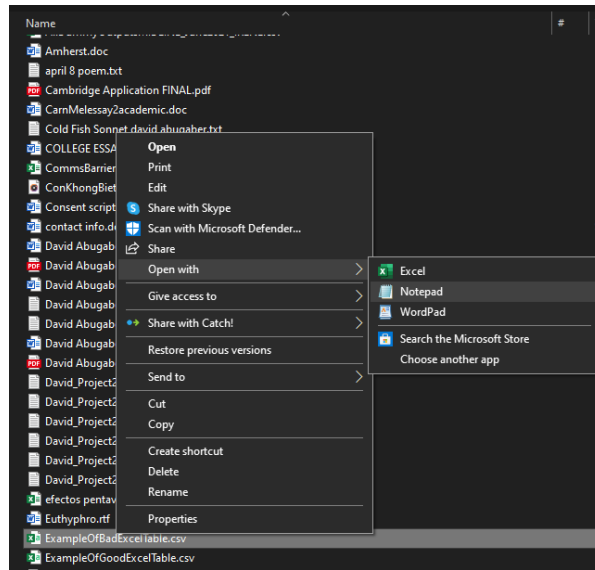 Name
#
Amherst.doc
april 8 poem.txt
Cambridge Application FINAL.pdf
CarnMelessay2academic.doc
Cold Fish Sonnet david abugaber.txt
COLLEGE ESSA
CommsBarrier
ConKhongBiet
Consent script
contact info.d
David Abugab
David Abugab
David Abugab
David Abugab
David Abugab
David Abugab
David Abugab
David_Project2
David_Project2
David_Project2
David_Project2
David_Project2
David_Project2
efectos pentav
Euthyphro.rtf
ExampleOfBadExcelTable.csv
ExampleOfGoodExcelTable.csv
Open
Print
Edit
Share with Skype
Scan with Microsoft Defender...
Share
Open with
Give access to
Share with Catch!
Restore previous versions
Send to
Cut
Copy
Create shortcut
Delete
Rename
Properties
Excel
Notepad
WordPad
Search the Microsoft Store
Choose another app